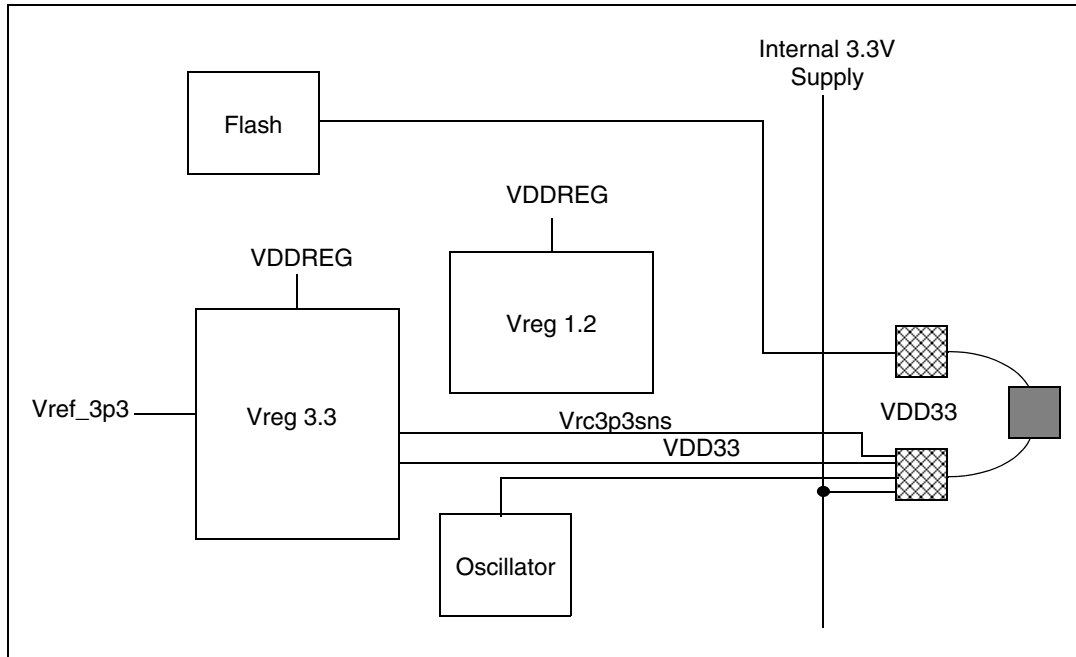 Internal 3.3V
Supply
Flash
VDDREG
VDDREG
Vreg 1.2
Vref_3p3
Vreg 3.3
VDD33
Vrc3p3sns
VDD33
Oscillator